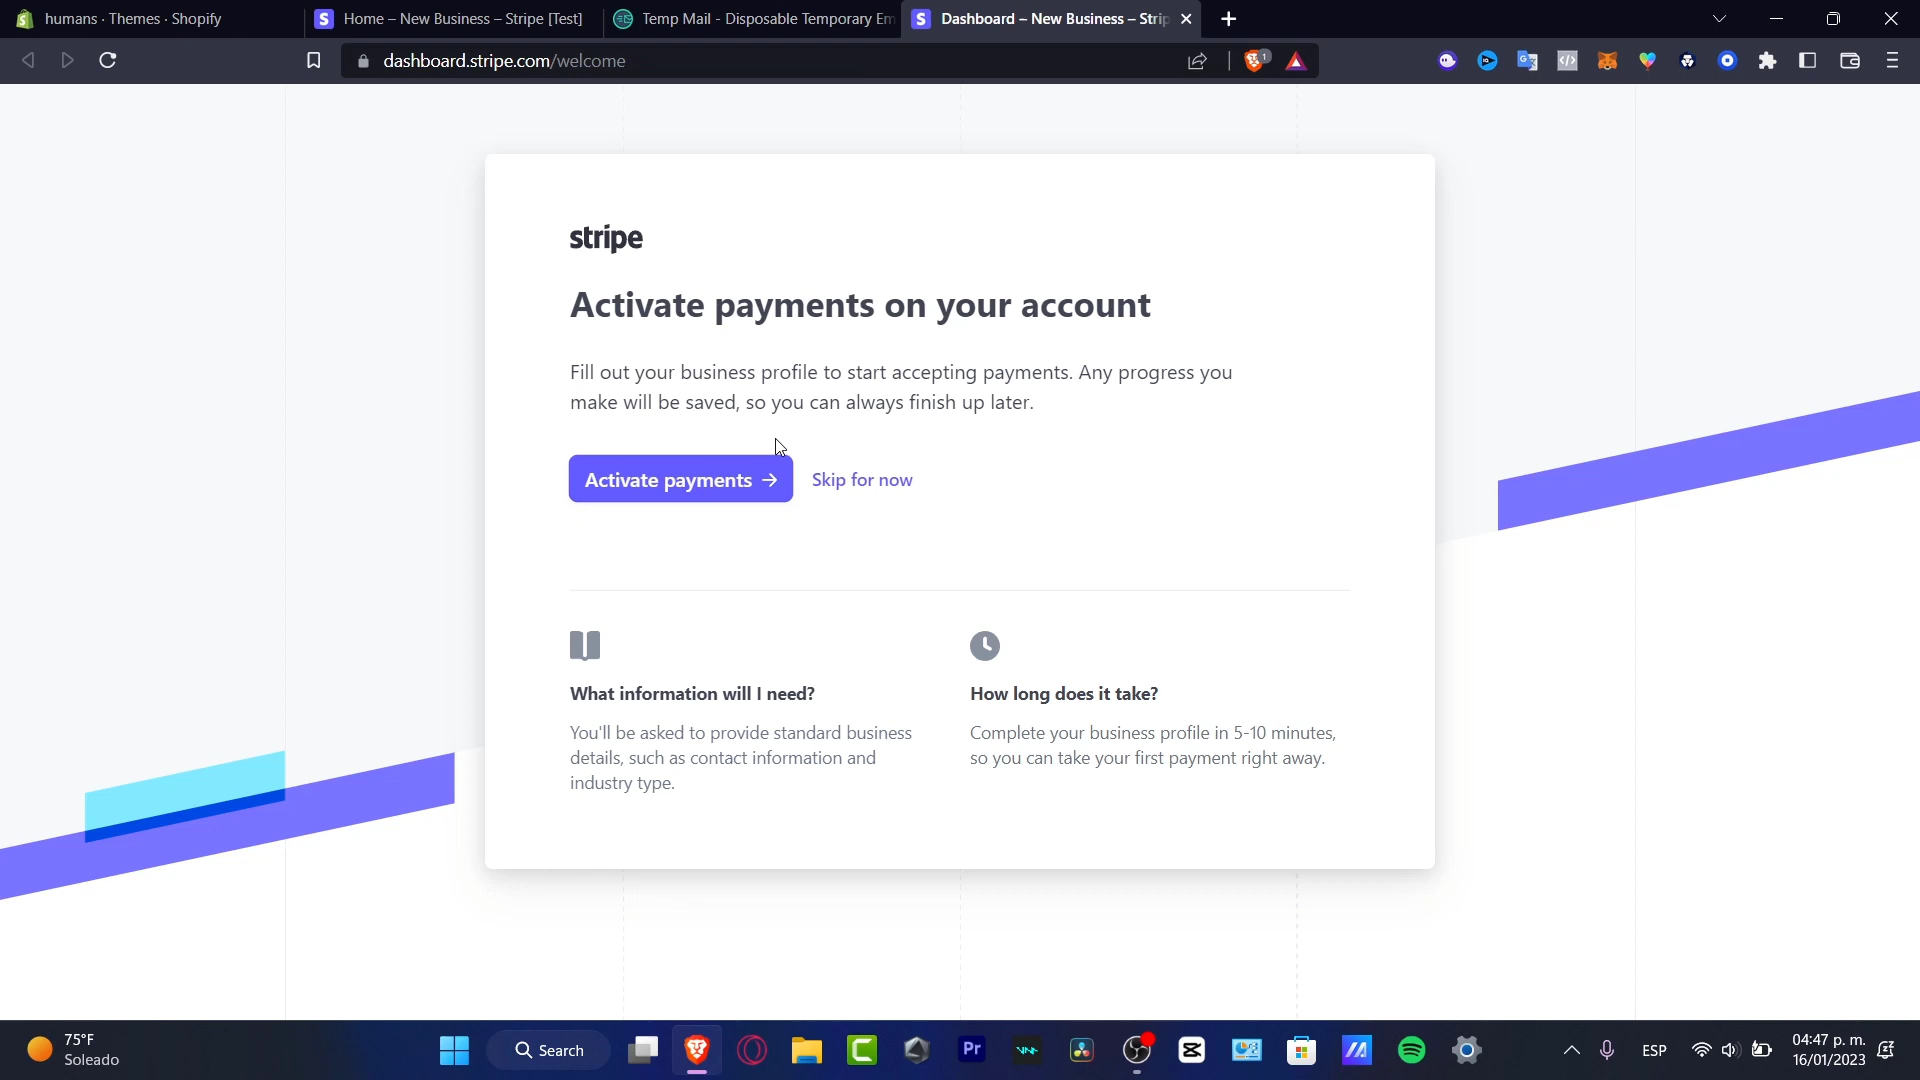 humans · Themes · Shopify
Home – New Business – Stripe [Test]
Temp Mail - Disposable Temporary Em
Dashboard – New Business – Strip
dashboard.stripe.com/welcome
stripe
Activate payments on your account
Fill out your business profile to start accepting payments. Any progress you
make will be saved, so you can always finish up later.
Activate payments →
Skip for now
What information will I need?
You'll be asked to provide standard business
details, such as contact information and
industry type.
How long does it take?
Complete your business profile in 5-10 minutes,
so you can take your first payment right away.
75°F
Soleado
Search
Pr
ESP
04:47 p. m.
16/01/2023